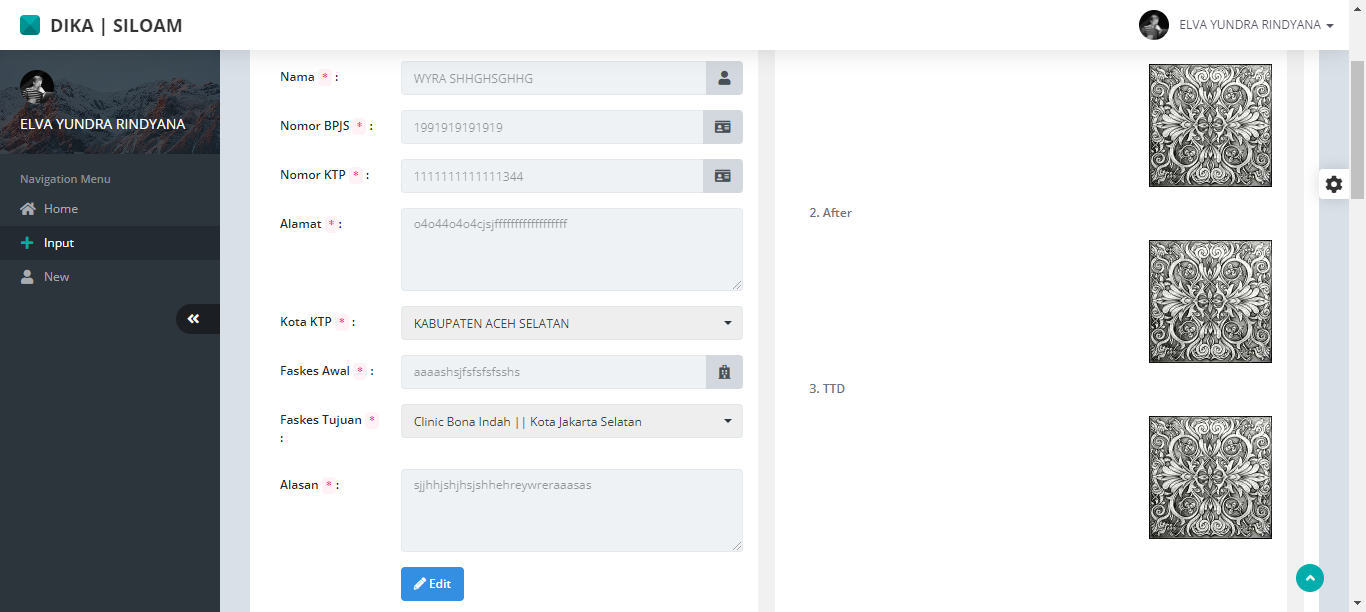 DIKA | SILOAM
ELVA YUNDRA RINDYANA
ELVA YUNDRA RINDYANA
Navigation Menu
Home
Input
New
Nama * :
WYRA SHHGHSGHHG
Nomor BPJS * :
1991919191919
Nomor KTP * :
1111111111111344
Alamat * :
o4o44o4o4cjsjffffffffffffffffff
Kota KTP * :
KABUPATEN ACEH SELATAN
Faskes Awal * :
aaaashsjfsfsfsfsshs
Faskes Tujuan *
:
Clinic Bona Indah || Kota Jakarta Selatan
Alasan * :
sjjhhjshjhsjshhehreywreraaasas
Edit
2. After
3. TTD